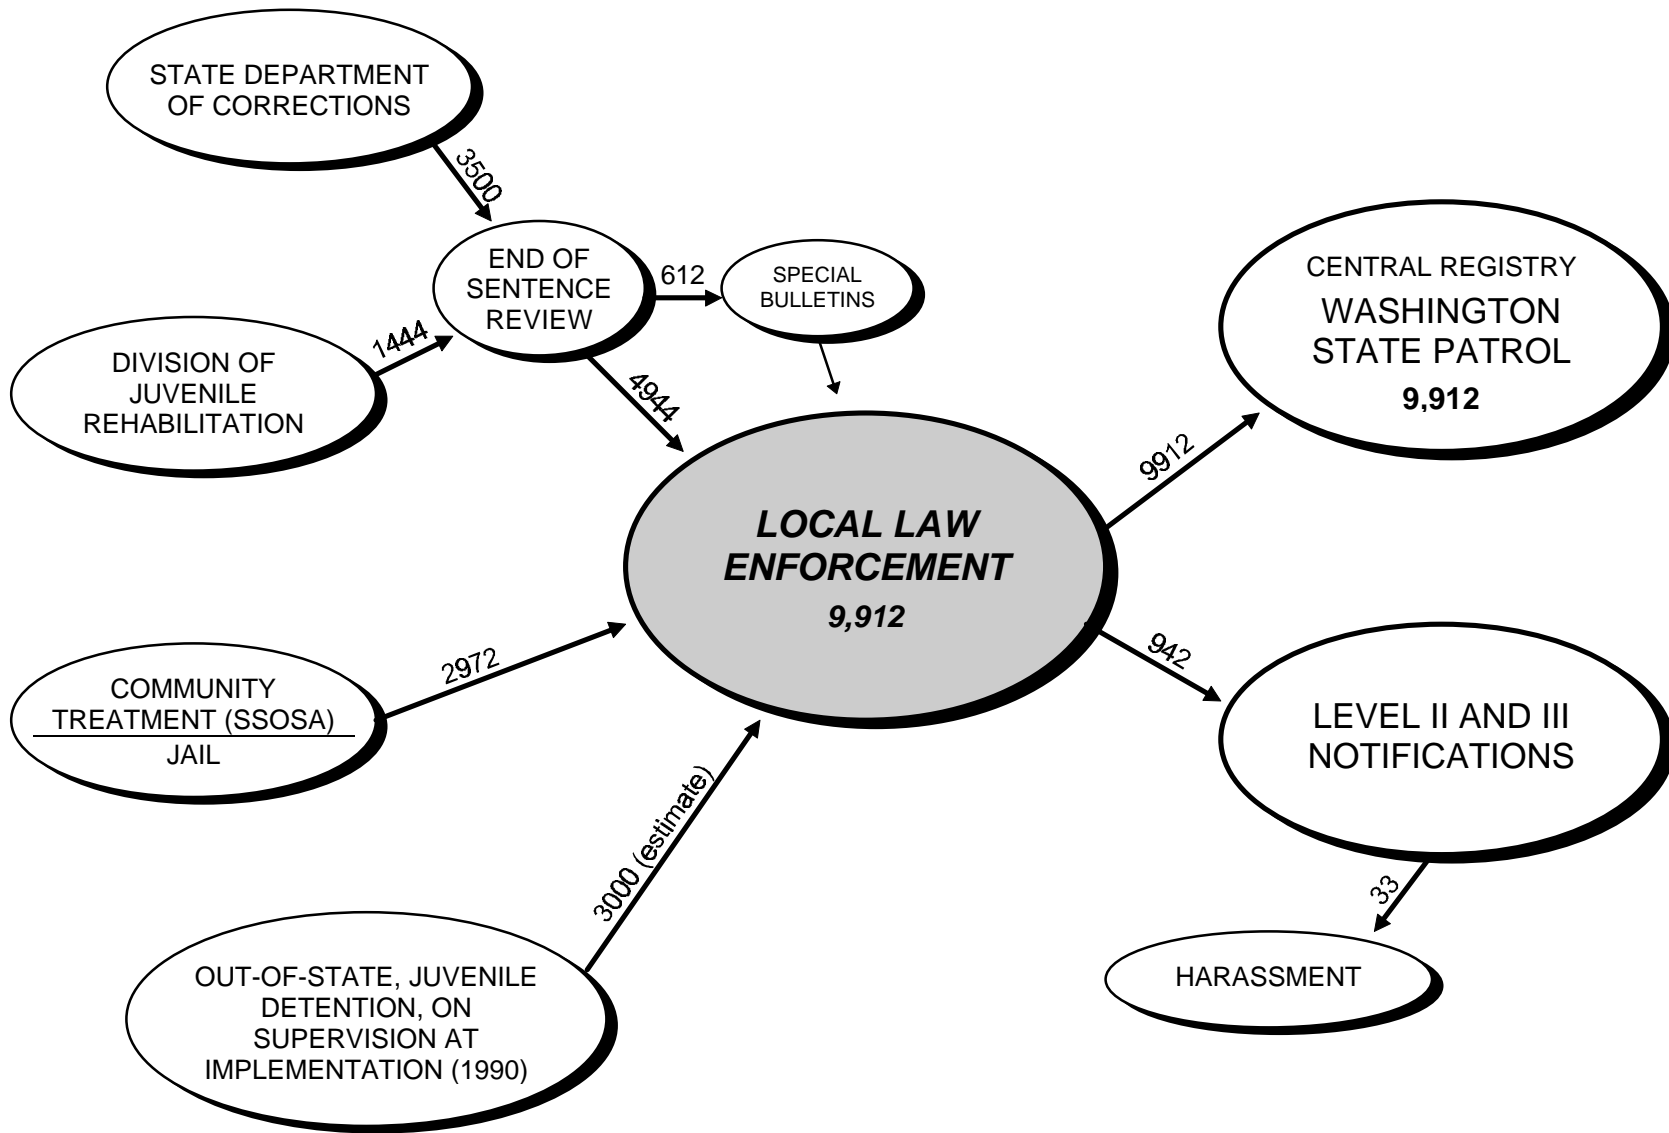 STATE DEPARTMENT
OF CORRECTIONS
3500
END OF
SENTENCE
REVIEW
612
SPECIAL
BULLETINS
1444
DIVISION OF
JUVENILE
REHABILITATION
4944
CENTRAL REGISTRY
WASHINGTON
STATE PATROL
9,912
9912
LOCAL LAW
ENFORCEMENT
9,912
2972
COMMUNITY
TREATMENT (SSOSA)
JAIL
942
LEVEL II AND III
NOTIFICATIONS
3000 (estimate)
33
HARASSMENT
OUT-OF-STATE, JUVENILE
DETENTION, ON
SUPERVISION AT
IMPLEMENTATION (1990)